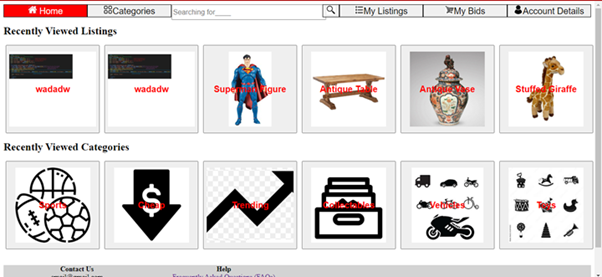 Home
Categories
Searching for____
My Listings
My Bids
Account Details
Recently Viewed Listings
wadadw
wadadw
Superman Figure
Antique Table
Antique Vase
Stuffed Giraffe
Recently Viewed Categories
Sports
Cheap
Trending
Collectables
Vehicles
Toys
Contact Us
Help
Frequently Asked Questions (FAQs)